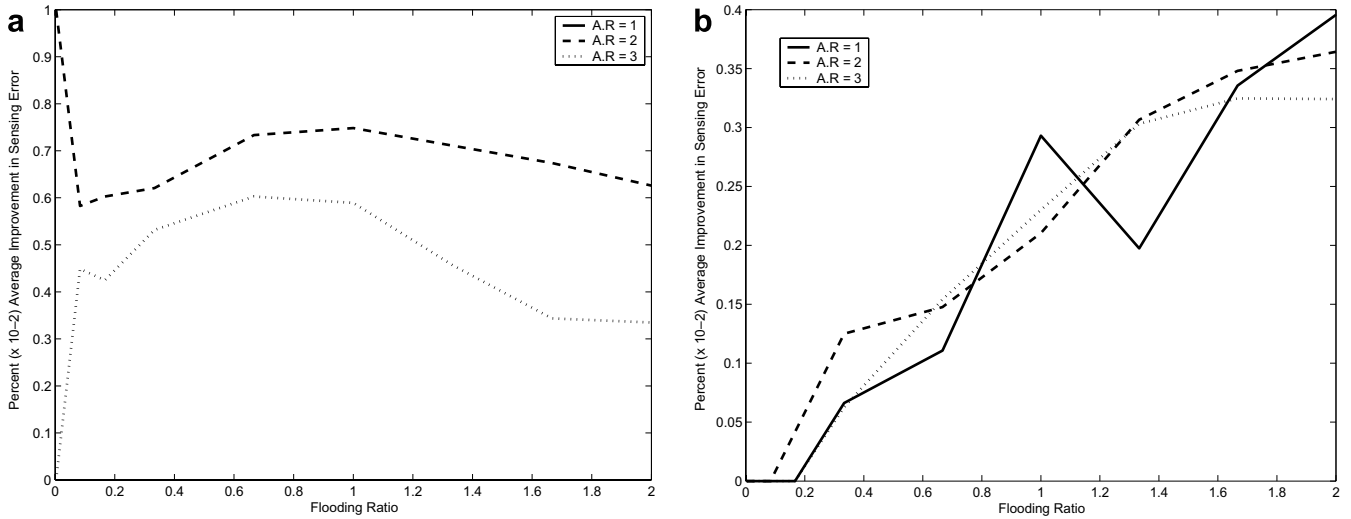 a
Percent (x 10−2) Average Improvement in Sensing Error
1
0.9
0.8
0.7
0.6
0.5
0.4
0.3
0.2
0.1
0
A.R = 1
A.R = 2
A.R = 3
0 0.2 0.4 0.6 0.8 1 1.2 1.4 1.6 1.8 2
Flooding Ratio
b
Percent (x 10−2) Average Improvement in Sensing Error
0.4
0.35
0.3
0.25
0.2
0.15
0.1
0.05
0
A.R = 1
A.R = 2
A.R = 3
0 0.2 0.4 0.6 0.8 1 1.2 1.4 1.6 1.8 2
Flooding Ratio